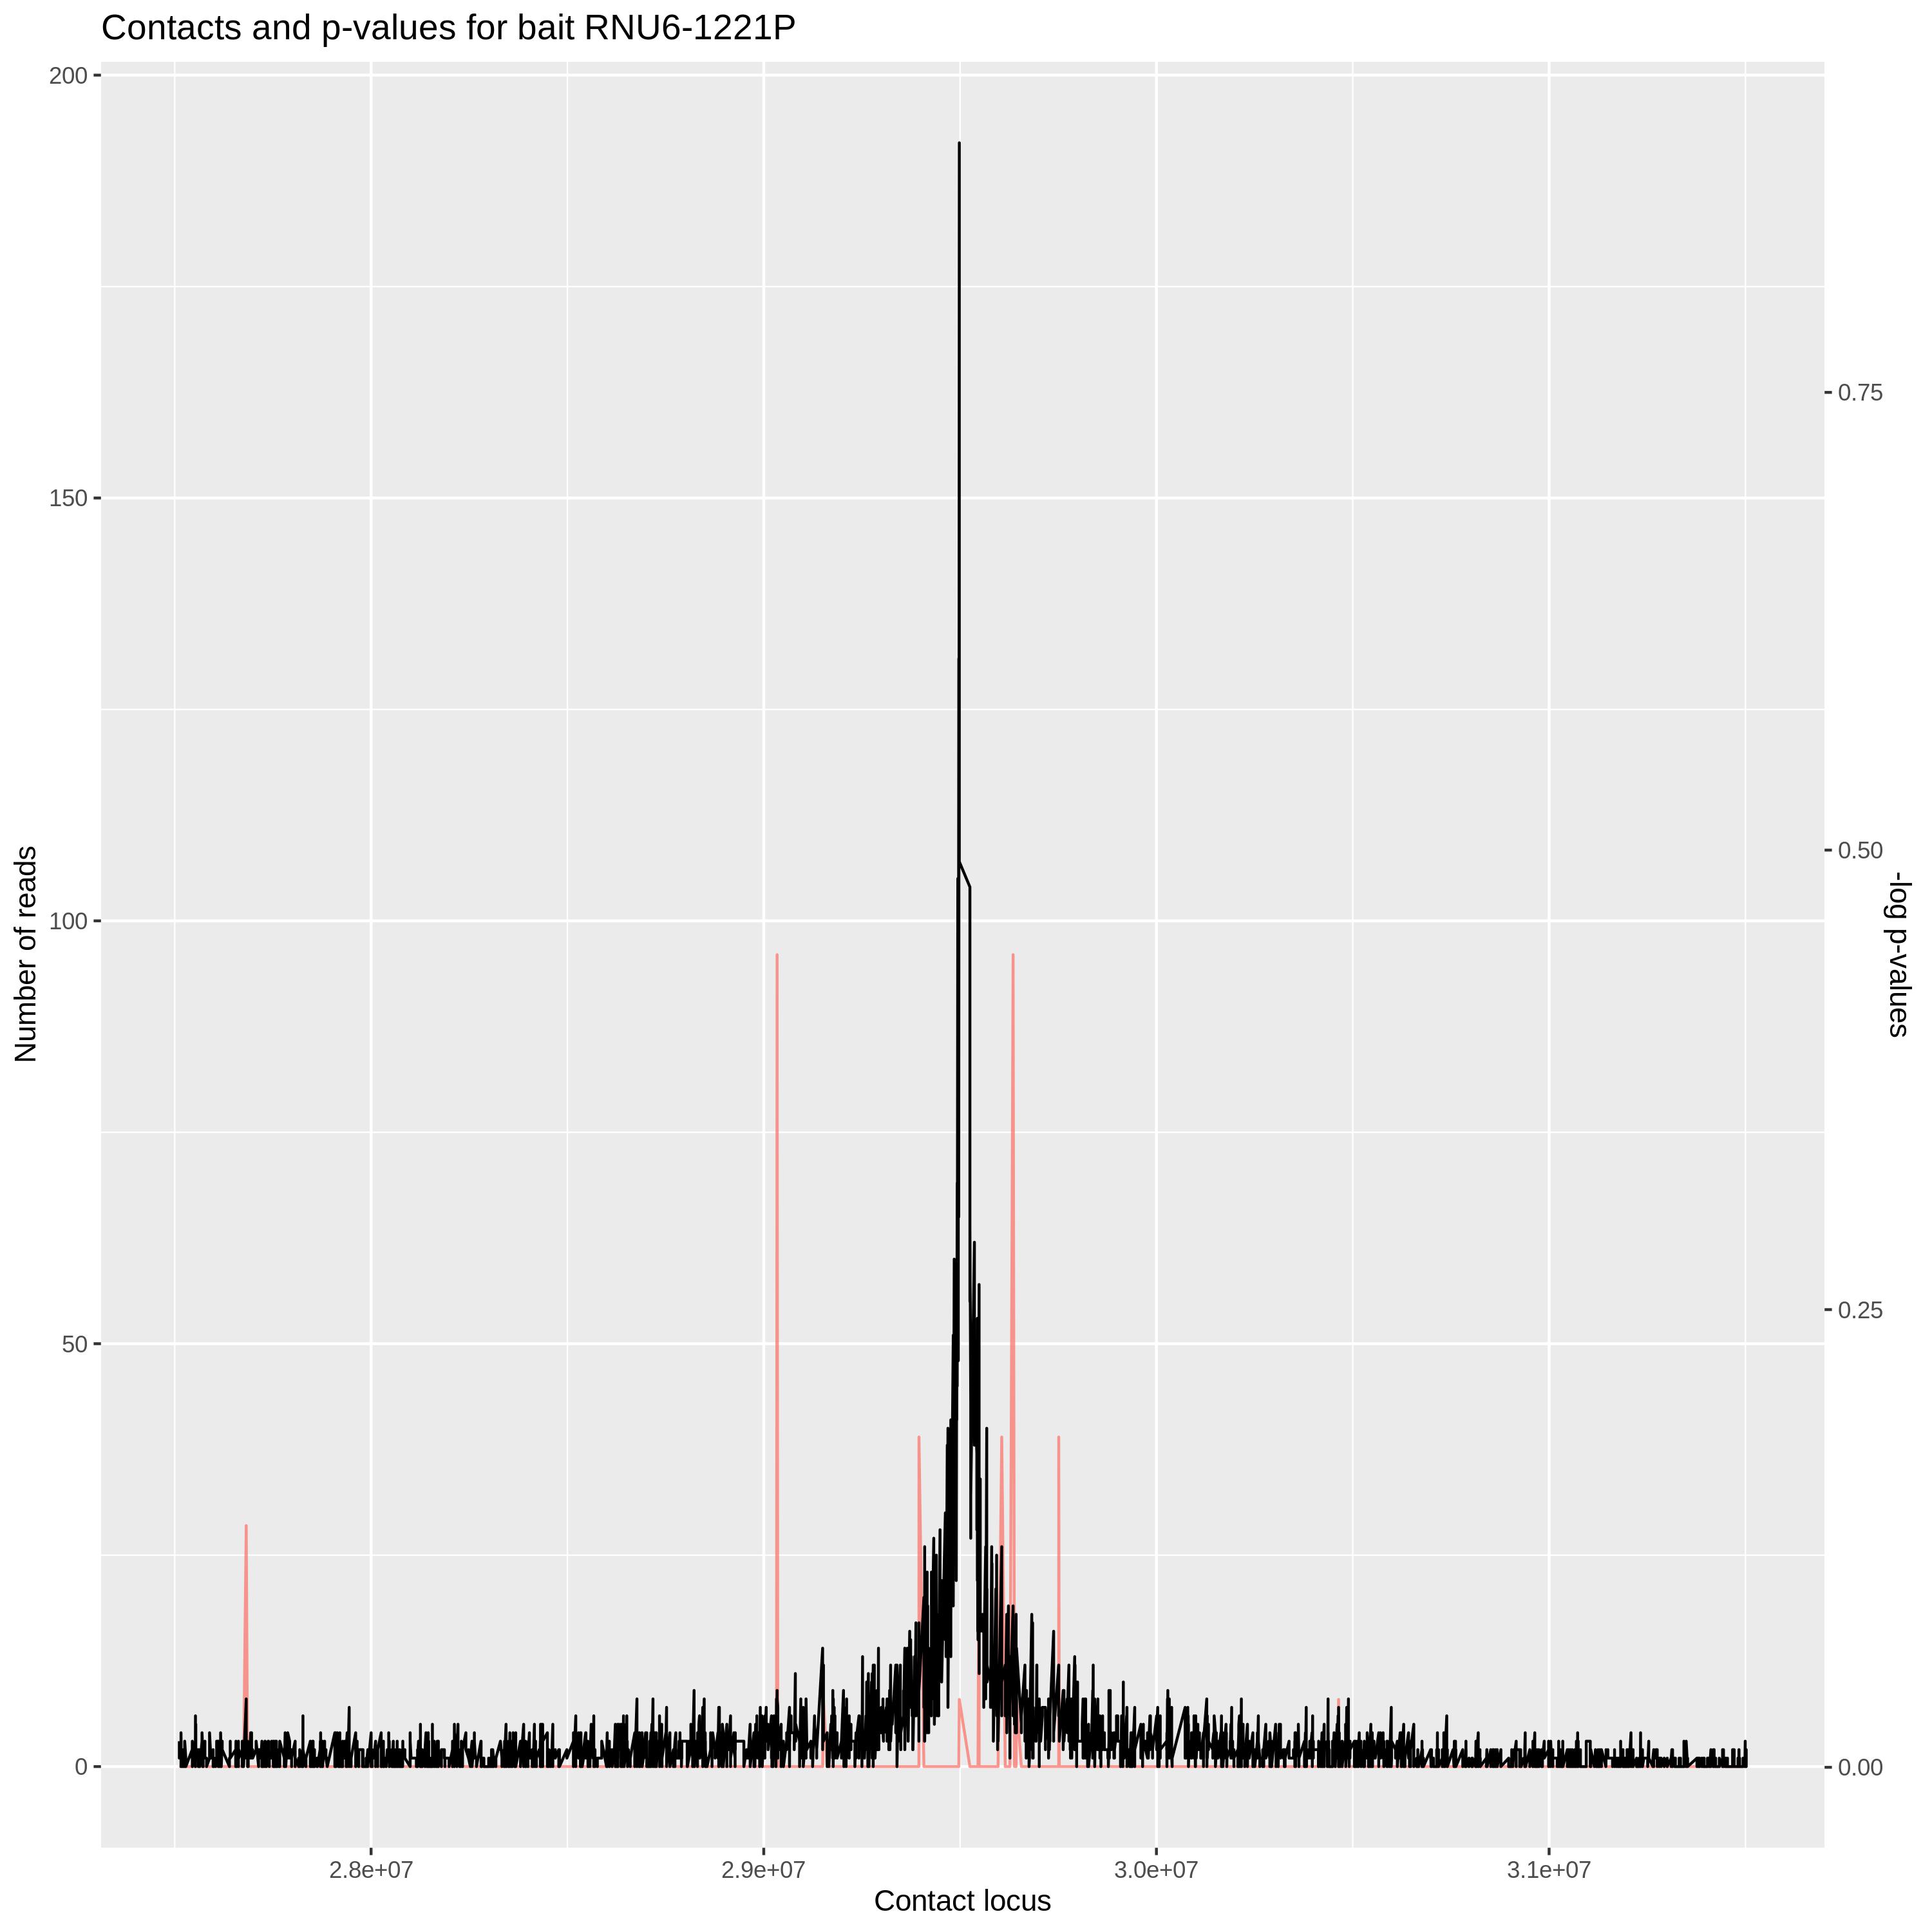 Contacts and p-values for bait RNU6-1221P
200
150
100
50
0
Number of reads
0.75
0.50
0.25
0.00
-log p-values
2.8e+07
2.9e+07
3.0e+07
3.1e+07
Contact locus